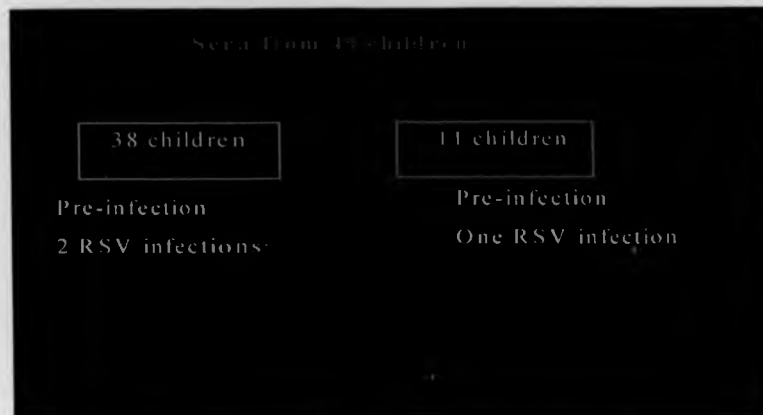 Sera from 49 children
38 children
11 children
Pre-infection
2 RSV infections
Pre-infection
One RSV infection